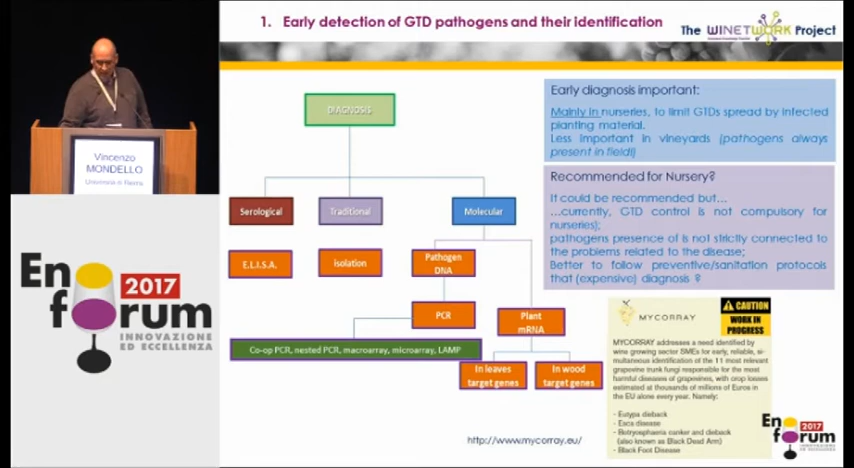 1. Early detection of GTD pathogens and their identification
The WINETWORK Project
DIAGNOSIS
Serological
Traditional
Molecular
E.L.I.S.A.
isolation
Pathogen
DNA
PCR
Plant
mRNA
Co-op PCR, nested PCR, macroarray, microarray, LAMP
In leaves
target genes
In wood
target genes
http://www.mycorray.eu/
Early diagnosis important:
Mainly in nurseries, to limit GTDs spread by infected
planting material.
Less important in vineyards (pathogens always
present in field!)
Recommended for Nursery?
It could be recommended but...
...currently, GTD control is not compulsory for
nurseries);
pathogens presence of is not strictly connected to
the problems related to the disease;
Better to follow preventive/sanitation protocols
that (expensive) diagnosis ?
MYCORRAY
CAUTION
WORK IN
PROGRESS
MYCORRAY addresses a need identified by
wine growing sector SMEs for early, reliable, si-
multaneous identification of the 11 most relevant
grapevine trunk fungi responsible for the most
harmful diseases of grapevines, with crop losses
estimated at thousands of millions of Euros in
the EU alone every year. Namely:
- Eutypa dieback
- Esca disease
- Botryosphaeria canker and dieback
(also known as Black Dead Arm)
- Black Foot Disease
Enoforum
2017
Vincenzo
MONDELLO
Università di Reims
Enoforum
2017
INNOVAZIONE
ED ECCELLENZA